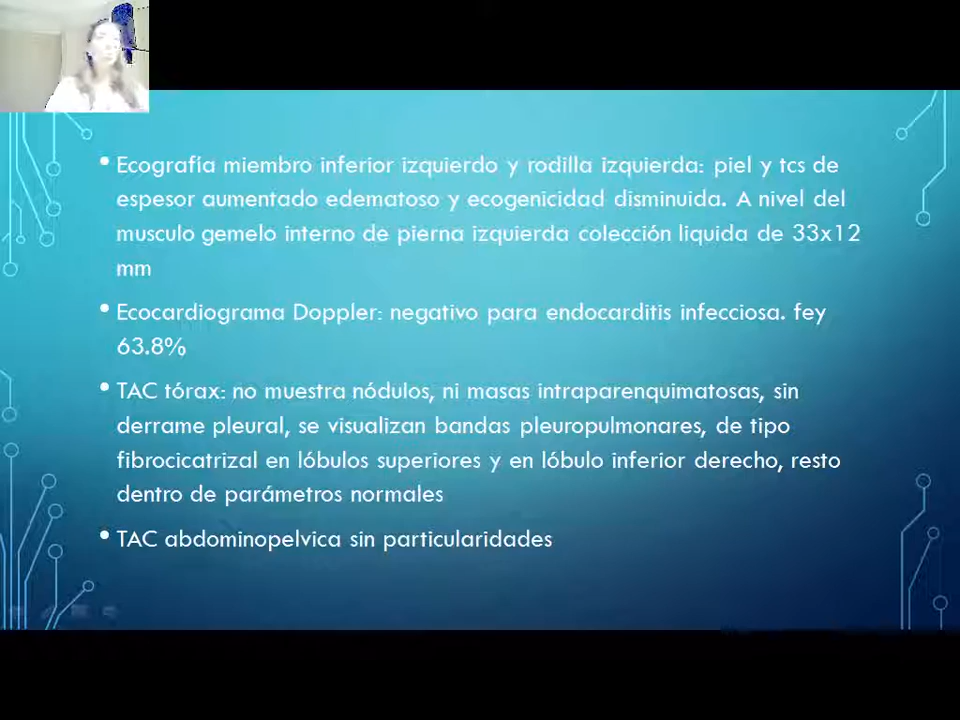 • Ecografía miembro inferior izquierdo y rodilla izquierda: piel y tcs de
espesor aumentado edematoso y ecogenicidad disminuida. A nivel del
musculo gemelo interno de pierna izquierda colección liquida de 33x12
mm
• Ecocardiograma Doppler: negativo para endocarditis infecciosa. fey
63.8%
• TAC tórax: no muestra nódulos, ni masas intraparenquimatosas, sin
derrame pleural, se visualizan bandas pleuropulmonares, de tipo
fibrocicatrizal en lóbulos superiores y en lóbulo inferior derecho, resto
dentro de parámetros normales
• TAC abdominopelvica sin particularidades